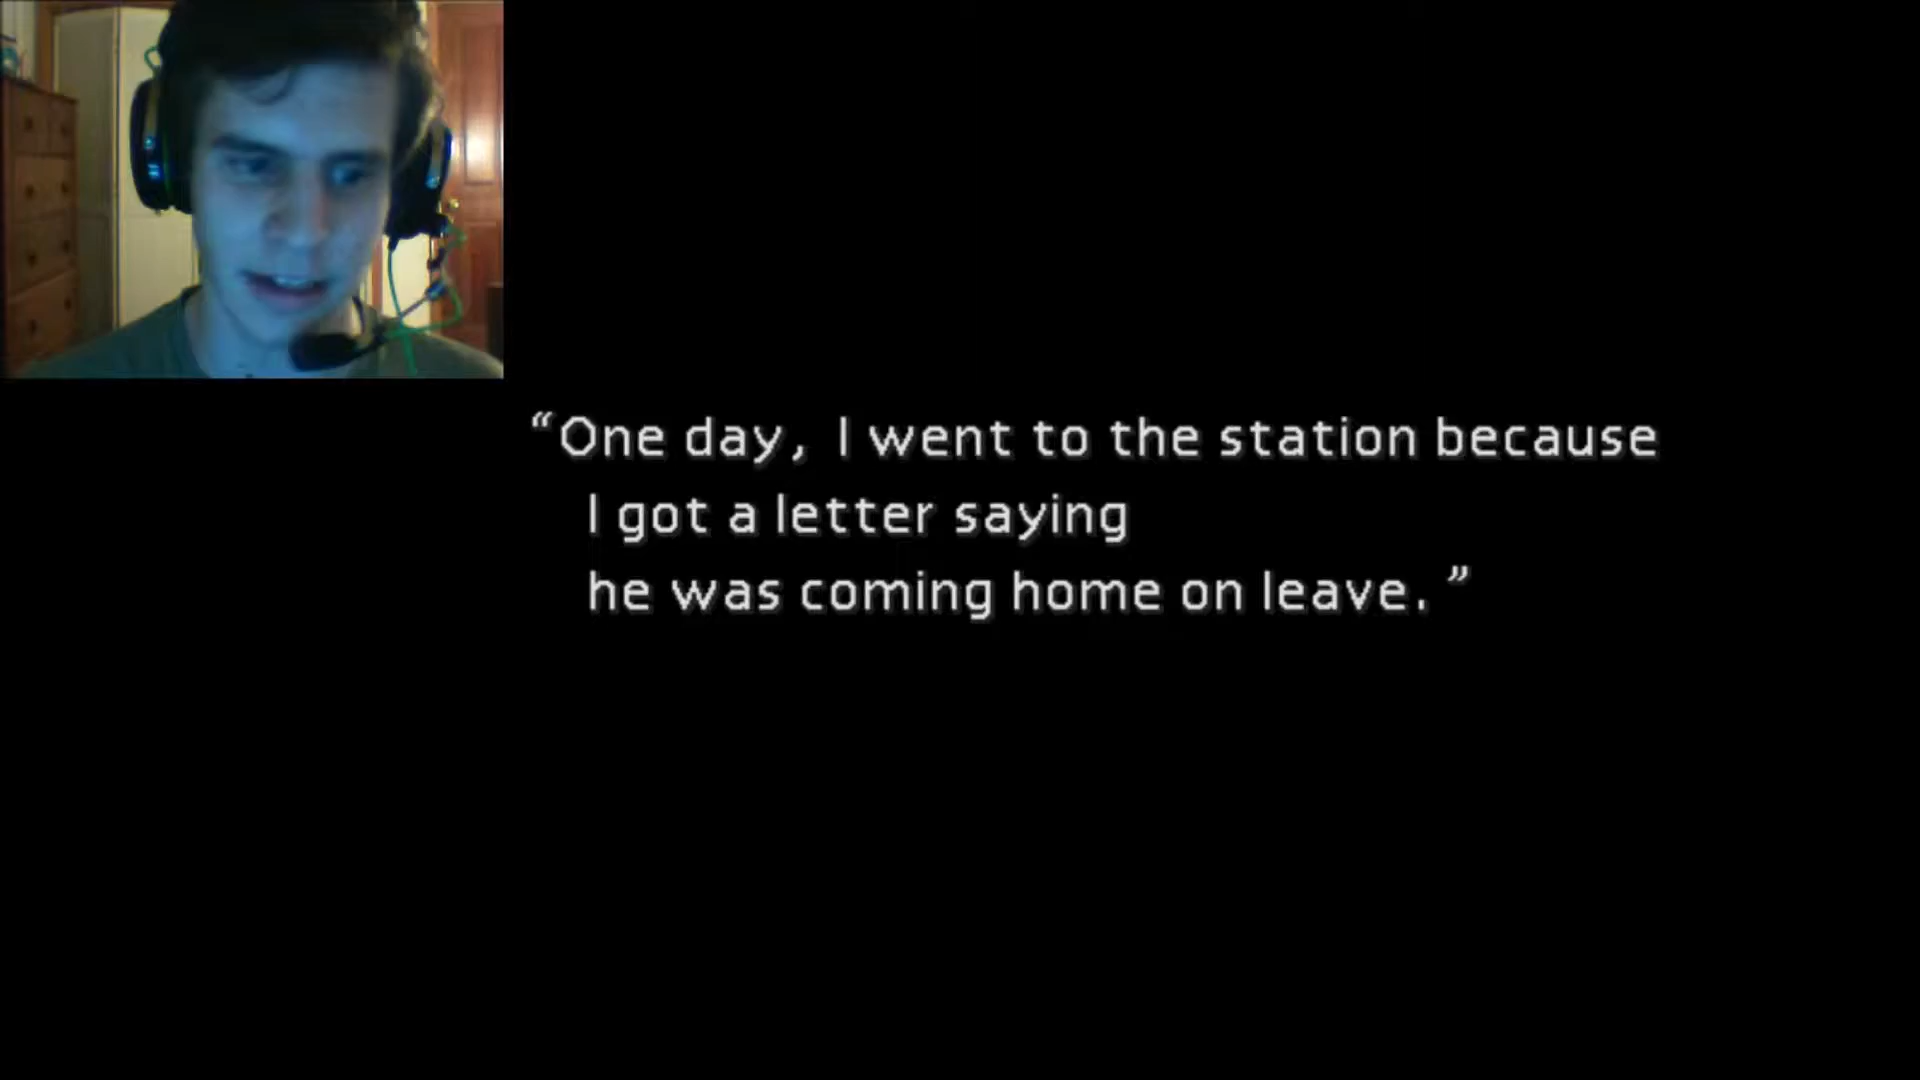 “One day, I went to the station because
I got a letter saying
he was coming home on leave.”